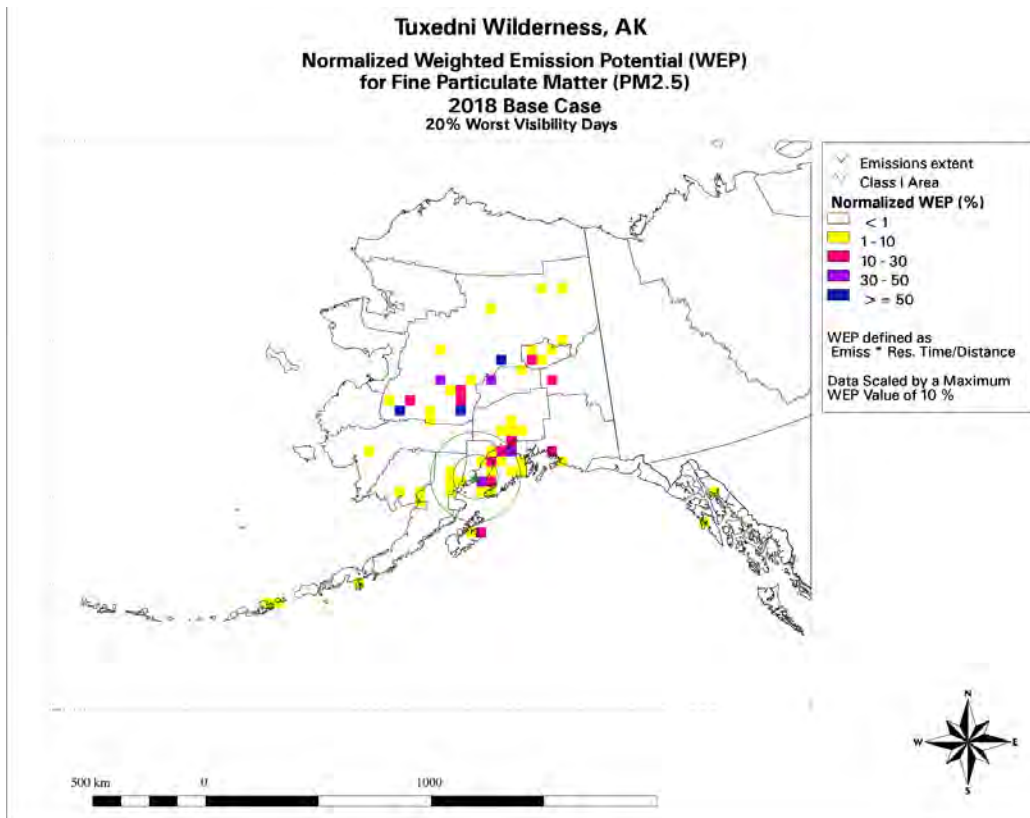 Tuxedni Wilderness, AK
Normalized Weighted Emission Potential (WEP)
for Fine Particulate Matter (PM2.5)
2018 Base Case
20% Worst Visibility Days
Emissions extent
Class I Area
Normalized WEP (%)
< 1
1 - 10
10 - 30
30 - 50
> = 50
WEP defined as
Emiss * Res. Time/Distance
Data Scaled by a Maximum
WEP Value of 10 %
N
W E
S
500 km 0 1000